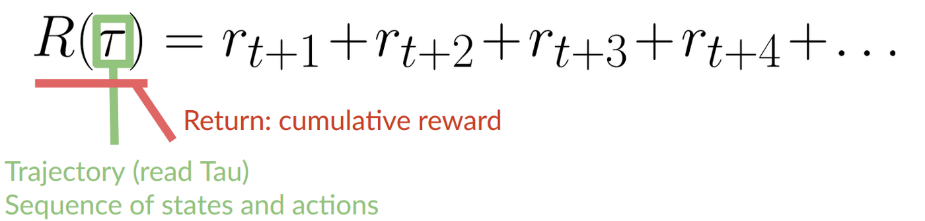 R(τ) = r_{t+1} + r_{t+2} + r_{t+3} + r_{t+4} + ...
Return: cumulative reward
Trajectory (read Tau)
Sequence of states and actions